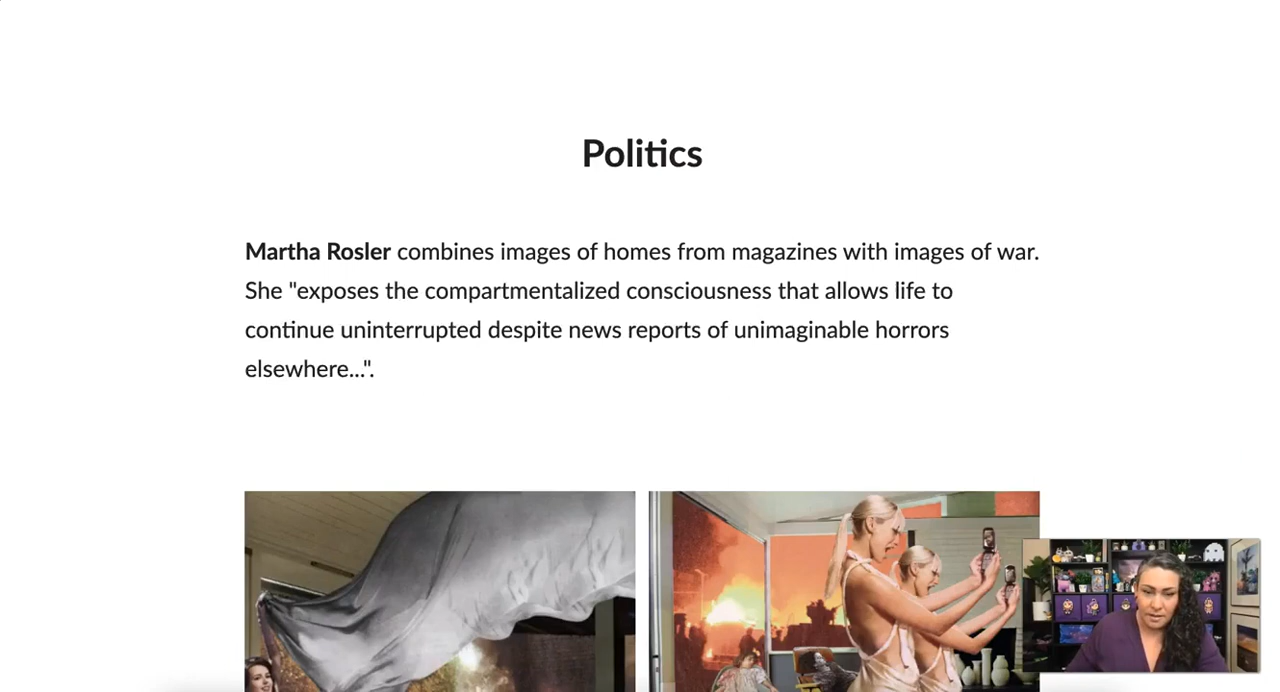 Politics
Martha Rosler combines images of homes from magazines with images of war.
She "exposes the compartmentalized consciousness that allows life to
continue uninterrupted despite news reports of unimaginable horrors
elsewhere...".